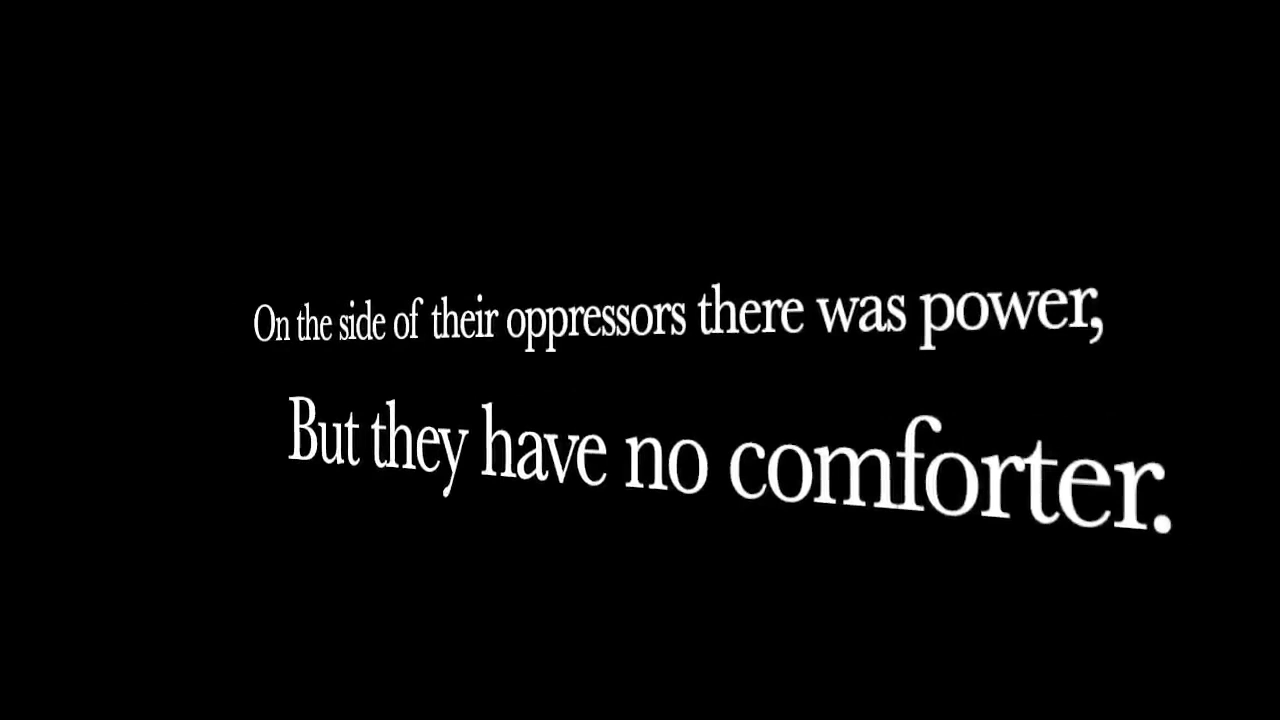 On the side of their oppressors there was power,
But they have no comforter.